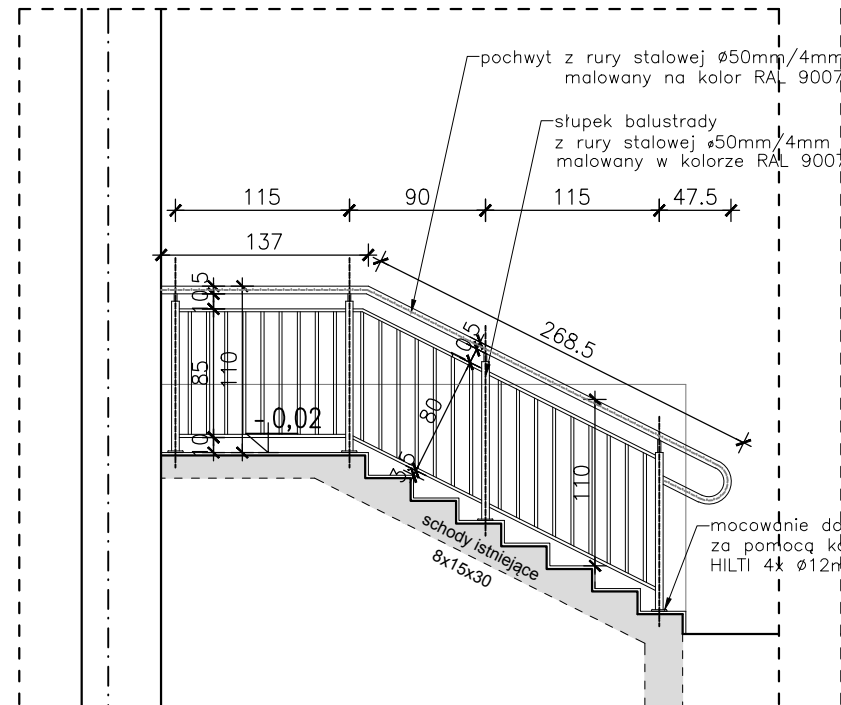 pochwyt z rury stalowej ø50mm/4mm
malowany na kolor RAL 9007
słupek balustrady
z rury stalowej ø50mm/4mm
malowany w kolorze RAL 9007
115 90 115 47.5
137
268.5
10.5
10.5
85
110
80
- 0,02
10
110
schody istniejące
8x15x30
mocowanie
za pomocą
HILTI 4x